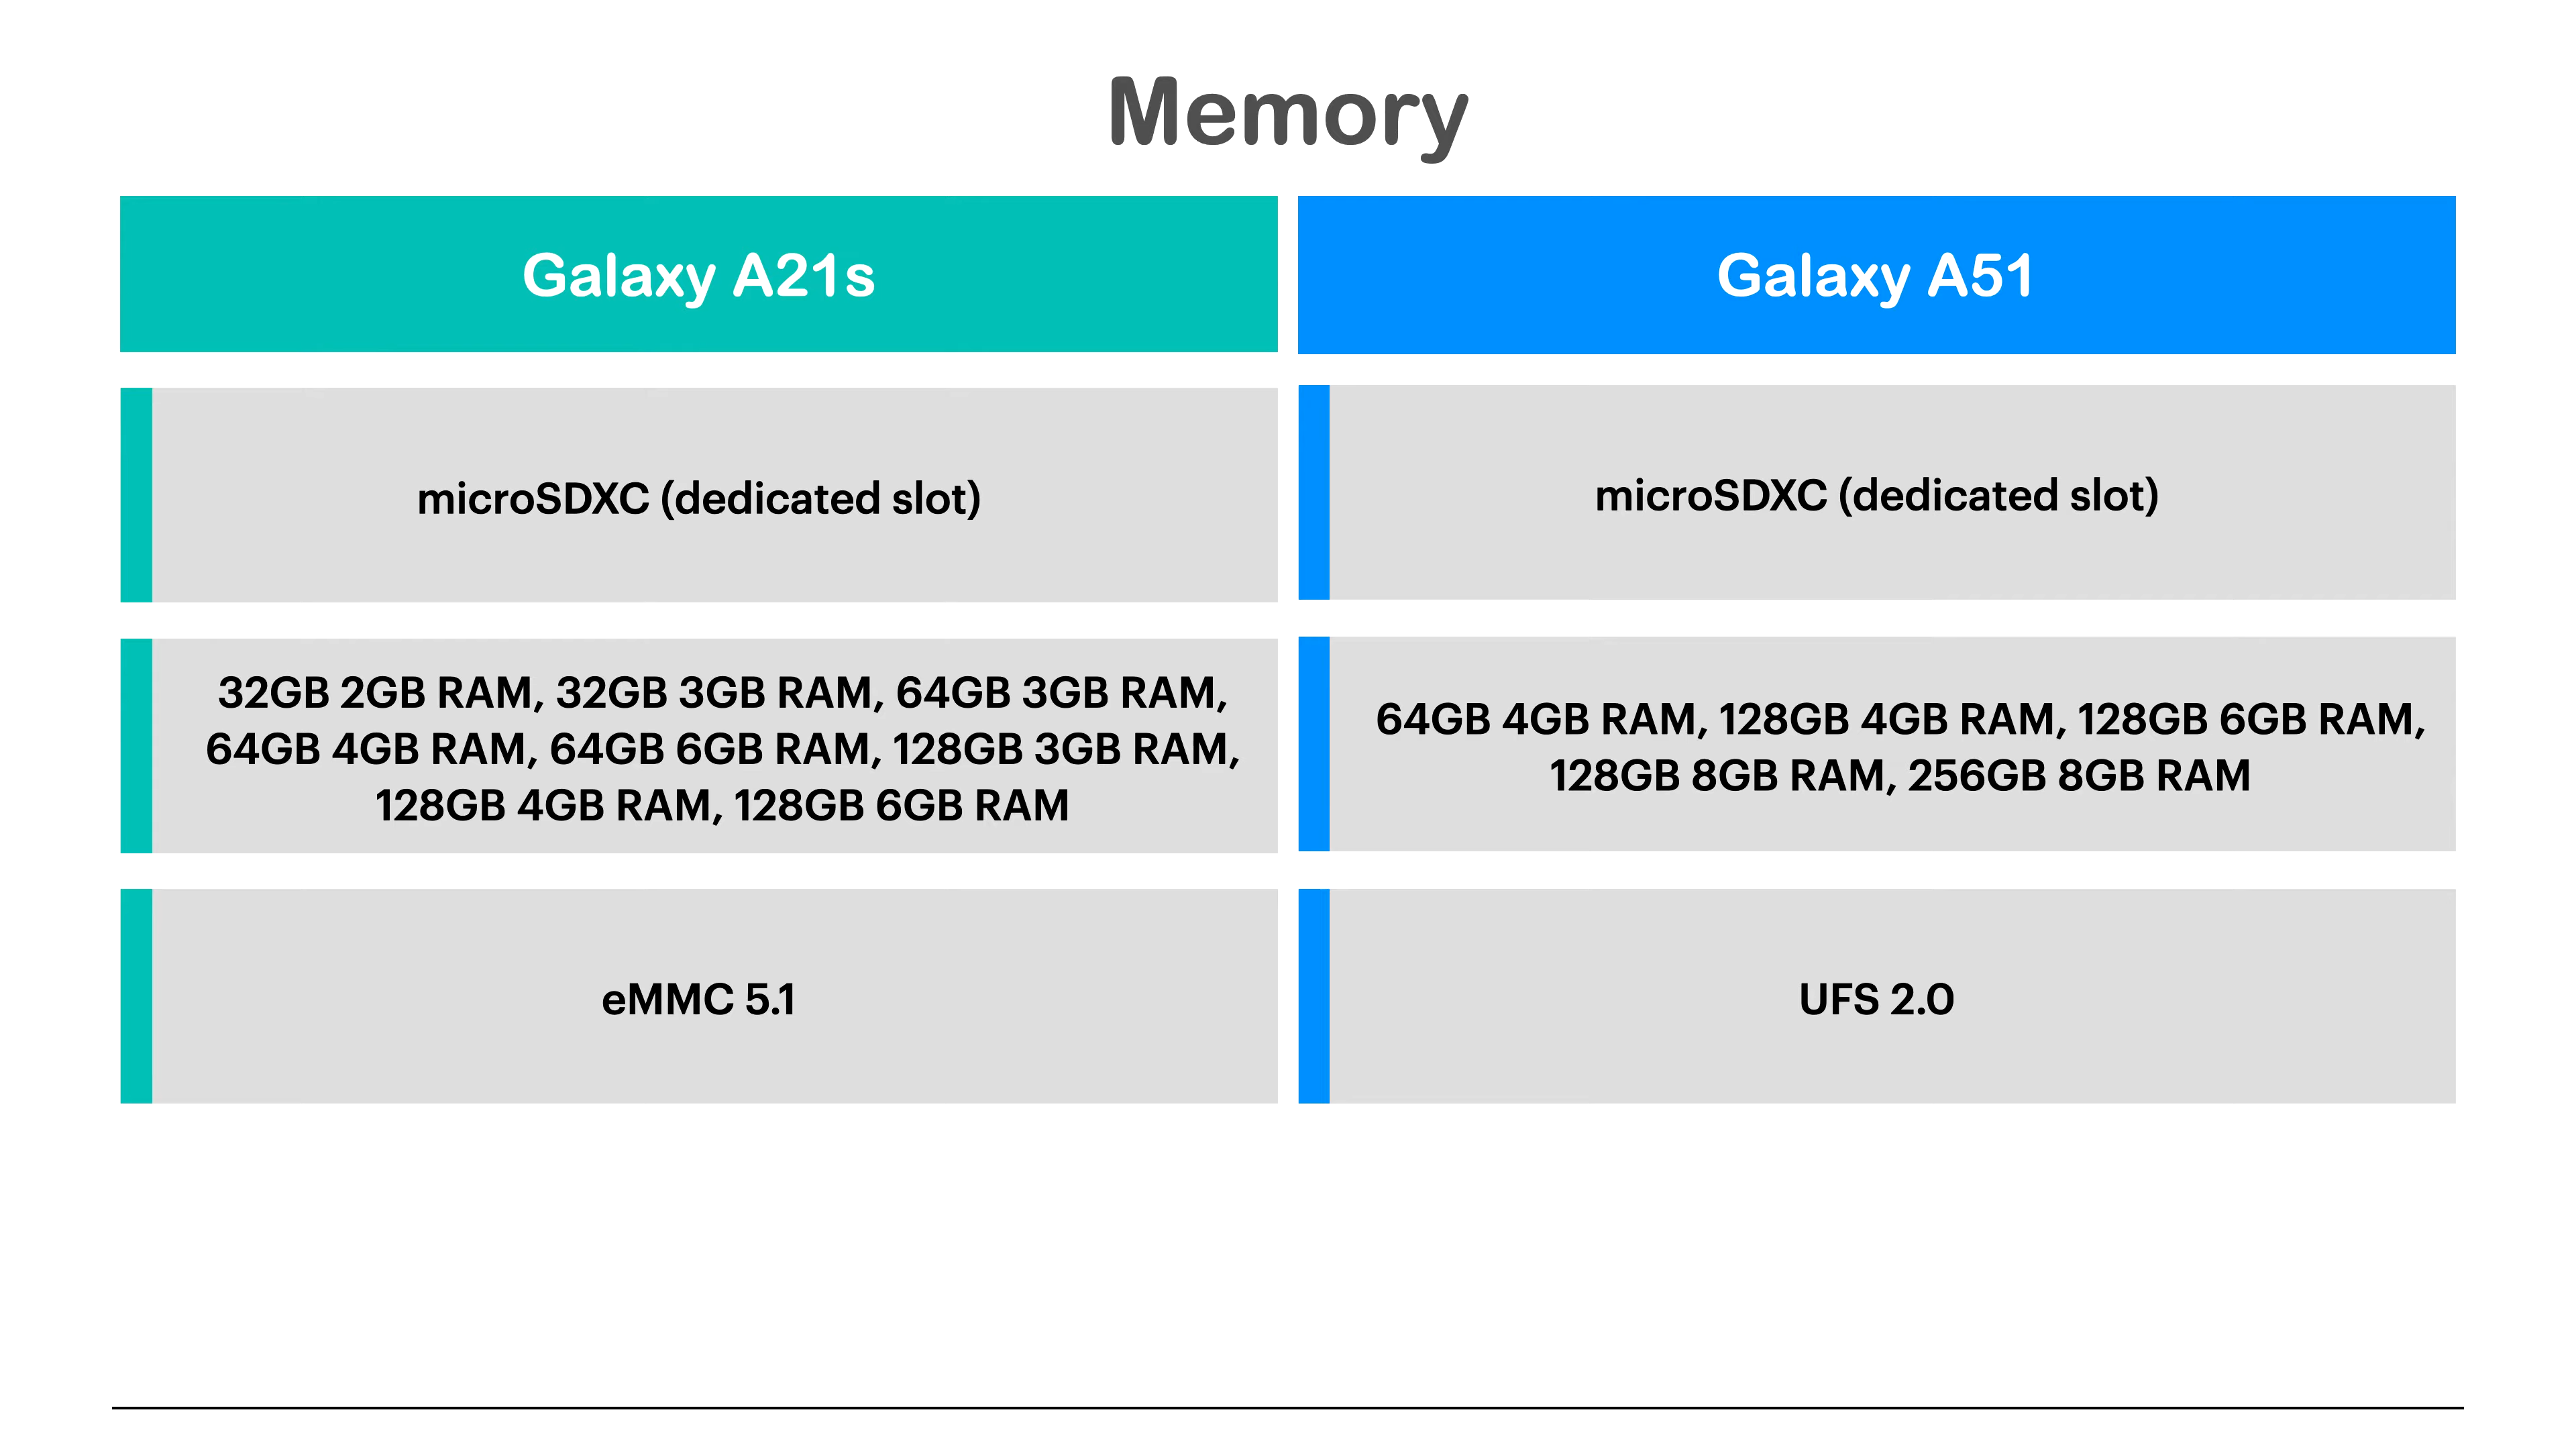 Memory
Galaxy A21s
Galaxy A51
microSDXC (dedicated slot)
microSDXC (dedicated slot)
32GB 2GB RAM, 32GB 3GB RAM, 64GB 3GB RAM,
64GB 4GB RAM, 64GB 6GB RAM, 128GB 3GB RAM,
128GB 4GB RAM, 128GB 6GB RAM
64GB 4GB RAM, 128GB 4GB RAM, 128GB 6GB RAM,
128GB 8GB RAM, 256GB 8GB RAM
eMMC 5.1
UFS 2.0